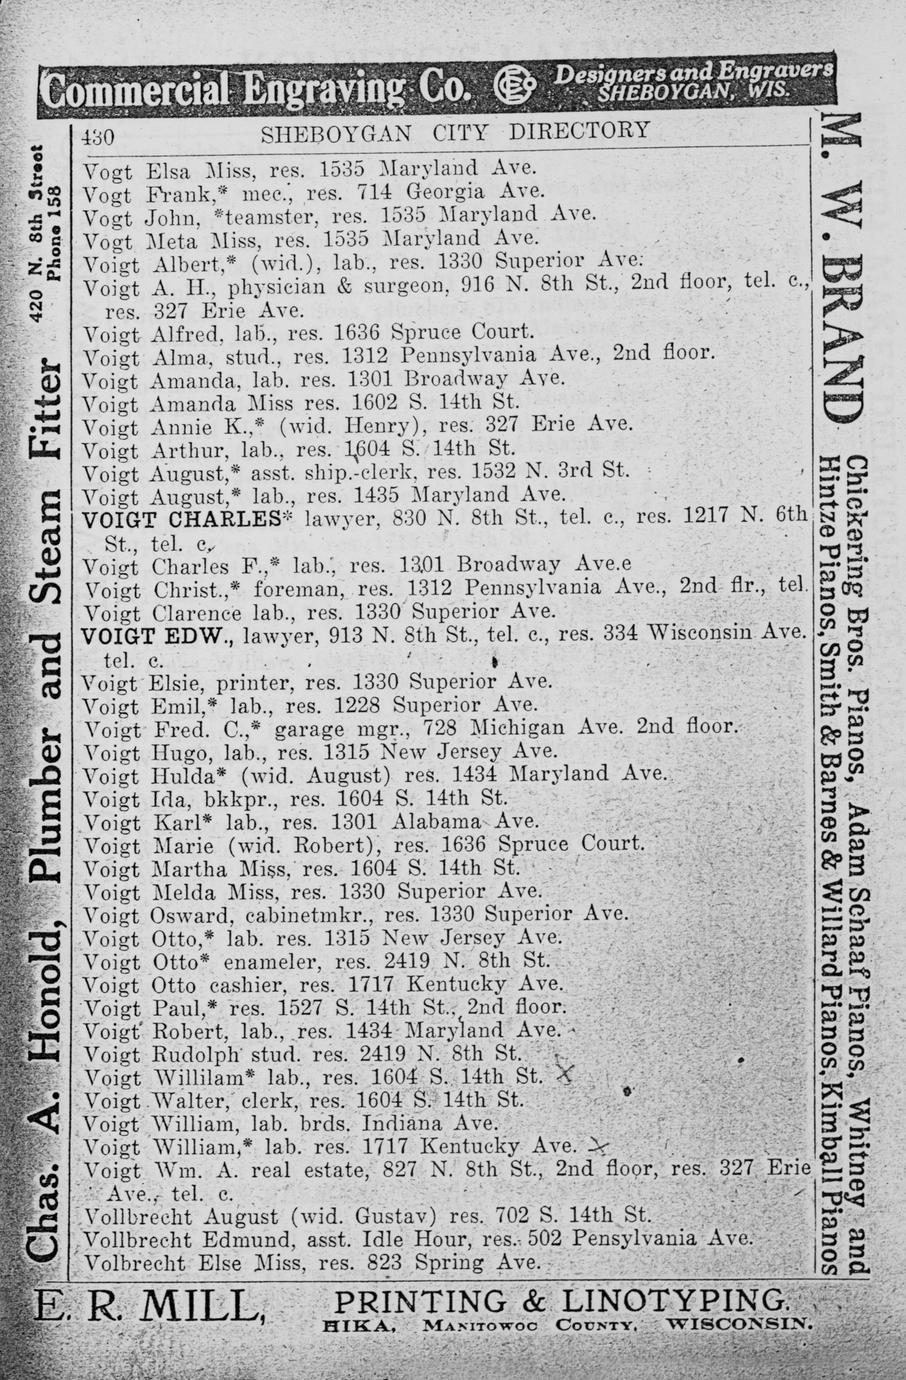 Commercial Engraving Co. CEC Designers and Engravers
SHEBOYGAN, WIS.
430 SHEBOYGAN CITY DIRECTORY
Vogt Elsa Miss, res. 1535 Maryland Ave.
Vogt Frank,* mec., res. 714 Georgia Ave.
Vogt John, *teamster, res. 1535 Maryland Ave.
Vogt Meta Miss, res. 1535 Maryland Ave.
Voigt Albert,* (wid.), lab., res. 1330 Superior Ave.
Voigt A. H., physician & surgeon, 916 N. 8th St., 2nd floor, tel. c.,
res. 327 Erie Ave.
Voigt Alfred, lab., res. 1636 Spruce Court.
Voigt Alma, stud., res. 1312 Pennsylvania Ave., 2nd floor.
Voigt Amanda, lab. res. 1301 Broadway Ave.
Voigt Amanda Miss res. 1602 S. 14th St.
Voigt Annie K.,* (wid. Henry), res. 327 Erie Ave.
Voigt Arthur, lab., res. 1604 S. 14th St.
Voigt August,* asst. ship.-clerk, res. 1532 N. 3rd St.
Voigt August,* lab., res. 1435 Maryland Ave.
VOIGT CHARLES* lawyer, 830 N. 8th St., tel. c., res. 1217 N. 6th
St., tel. c,
Voigt Charles F.,* lab., res. 1301 Broadway Ave.e
Voigt Christ.,* foreman, res. 1312 Pennsylvania Ave., 2nd flr., tel.
Voigt Clarence lab., res. 1330 Superior Ave.
VOIGT EDW., lawyer, 913 N. 8th St., tel. c., res. 334 Wisconsin Ave.
tel. c.
Voigt Elsie, printer, res. 1330 Superior Ave.
Voigt Emil,* lab., res. 1228 Superior Ave.
Voigt Fred. C.,* garage mgr., 728 Michigan Ave. 2nd floor.
Voigt Hugo, lab., res. 1315 New Jersey Ave.
Voigt Hulda* (wid. August) res. 1434 Maryland Ave.
Voigt Ida, bkkpr., res. 1604 S. 14th St.
Voigt Karl* lab., res. 1301 Alabama Ave.
Voigt Marie (wid. Robert), res. 1636 Spruce Court.
Voigt Martha Miss, res. 1604 S. 14th St.
Voigt Melda Miss, res. 1330 Superior Ave.
Voigt Osward, cabinetmkr., res. 1330 Superior Ave.
Voigt Otto,* lab. res. 1315 New Jersey Ave.
Voigt Otto* enameler, res. 2419 N. 8th St.
Voigt Otto cashier, res. 1717 Kentucky Ave.
Voigt Paul,* res. 1527 S. 14th St., 2nd floor.
Voigt Robert, lab., res. 1434 Maryland Ave.
Voigt Rudolph stud. res. 2419 N. 8th St.
Voigt Willilam* lab., res. 1604 S. 14th St. X
Voigt Walter, clerk, res. 1604 S. 14th St.
Voigt William, lab. brds. Indiana Ave.
Voigt William,* lab. res. 1717 Kentucky Ave. X
Voigt Wm. A. real estate, 827 N. 8th St., 2nd floor, res. 327 Erie
Ave., tel. c.
Vollbrecht August (wid. Gustav) res. 702 S. 14th St.
Vollbrecht Edmund, asst. Idle Hour, res. 502 Pensylvania Ave.
Volbrecht Else Miss, res. 823 Spring Ave.
Chas. A. Honold, Plumber and Steam Fitter
420 N. 8th Street
Phone 158
M. W. BRAND
Chickering Bros. Pianos, Adam Schaaf Pianos, Whitney and
Hintze Pianos, Smith & Barnes & Willard Pianos, Kimball Pianos
E. R. MILL, PRINTING & LINOTYPING.
HIKA, MANITOWOC COUNTY, WISCONSIN.